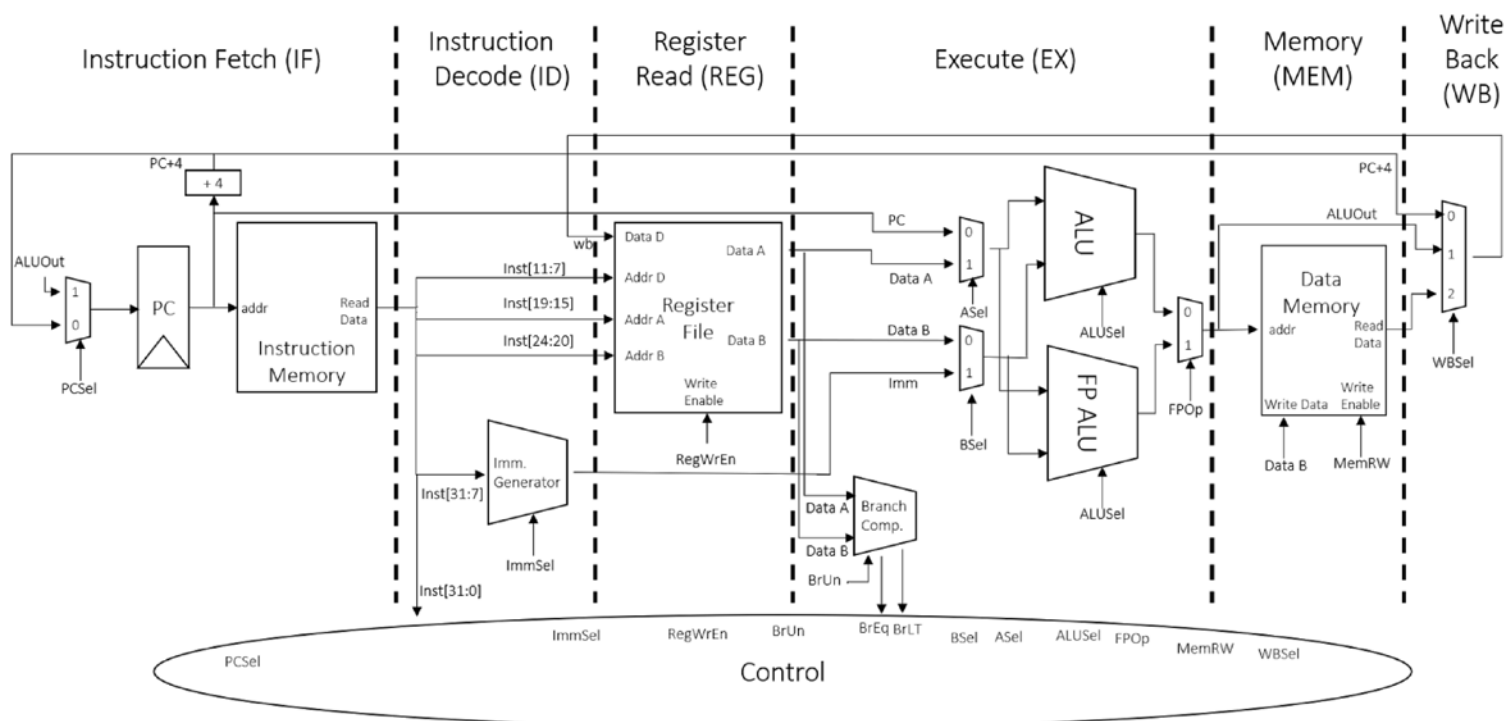 Instruction Fetch (IF)
Instruction
Decode (ID)
Register
Read (REG)
Execute (EX)
Memory
(MEM)
Write
Back
(WB)
PC+4
+ 4
ALUOut
1
0
PCSel
PC
addr
Read
Data
Instruction
Memory
Inst[11:7]
Inst[19:15]
Inst[24:20]
Inst[31:7]
Inst[31:0]
Imm.
Generator
ImmSel
wb
Data D
Addr D
Addr A
Addr B
Data A
Data B
Register
File
Write
Enable
RegWrEn
PC
Data A
0
1
ASel
Data B
Imm
0
1
BSel
Data A
Data B
Branch
Comp.
BrUn
ALU
ALUSel
FP ALU
ALUSel
0
1
FPOp
PC+4
ALUOut
Data
Memory
addr
Read
Data
Write Data
Write
Enable
Data B
MemRW
0
1
2
WBSel
PCSel
ImmSel
RegWrEn
BrUn
BrEq
BrLT
BSel
ASel
ALUSel
FPOp
MemRW
WBSel
Control